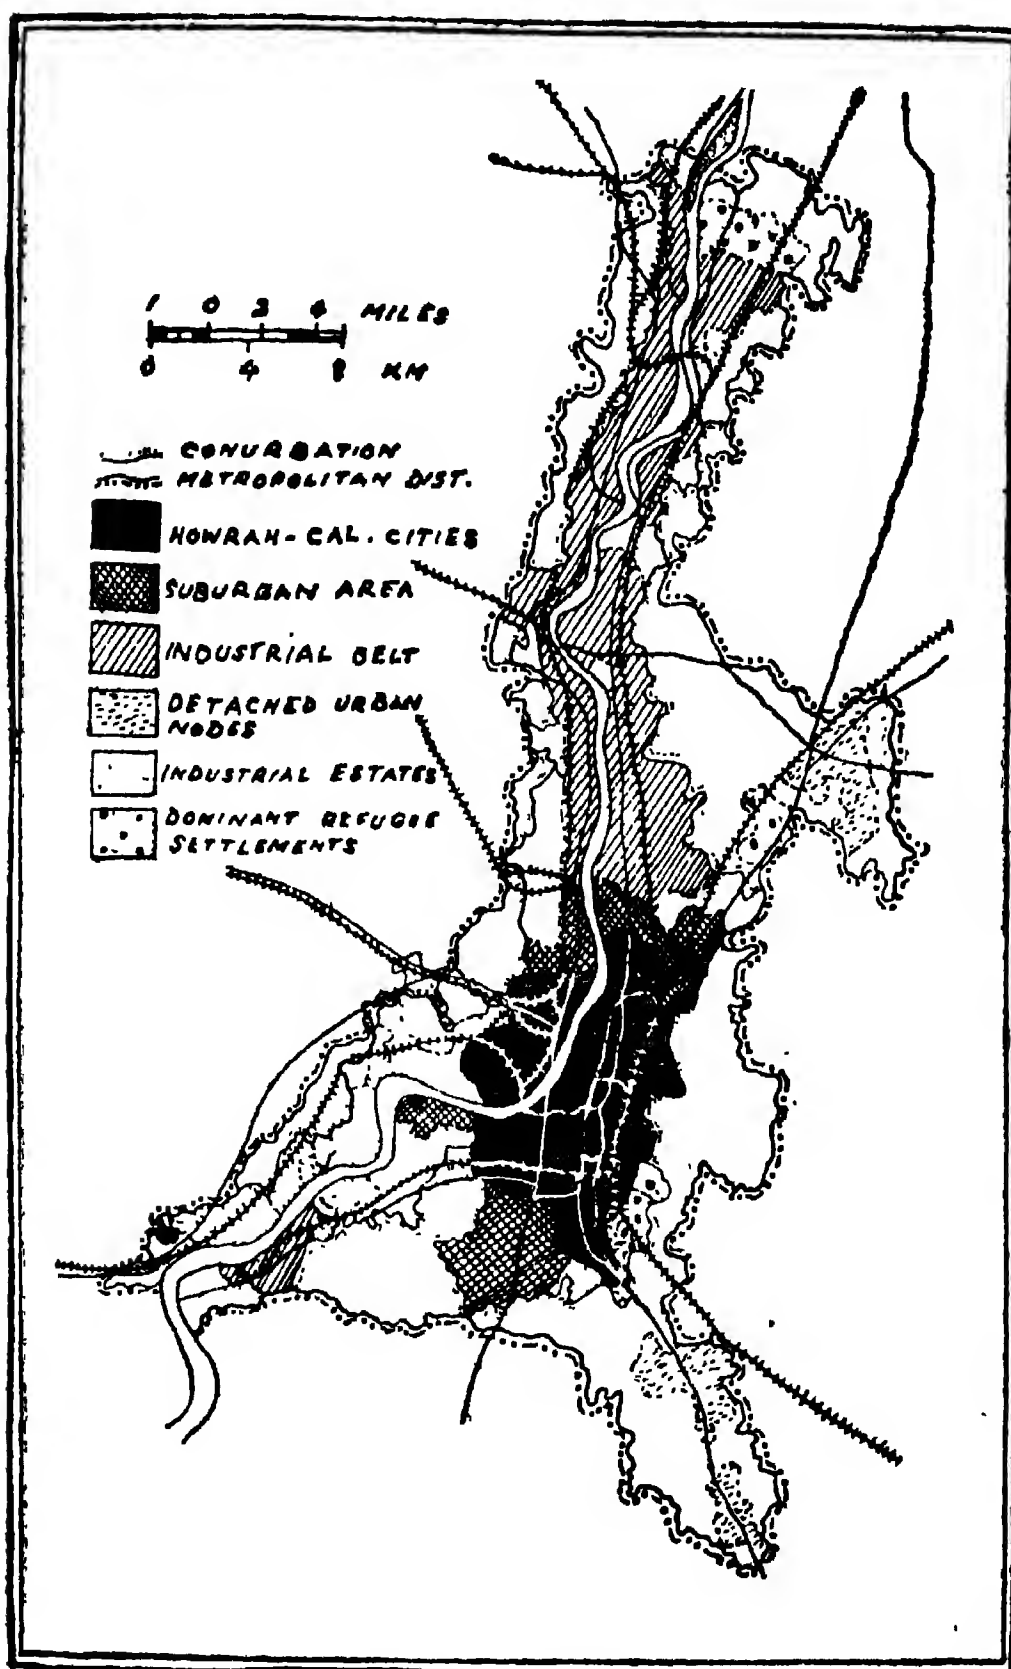 1 0 2 4 MILES
0 4 8 KM
CONURBATION
METROPOLITAN DIST.
HOWRAH-CAL. CITIES
SUBURBAN AREA
INDUSTRIAL BELT
DETACHED URBAN
NODES
INDUSTRIAL ESTATES
DOMINANT REFUGEE
SETTLEMENTS